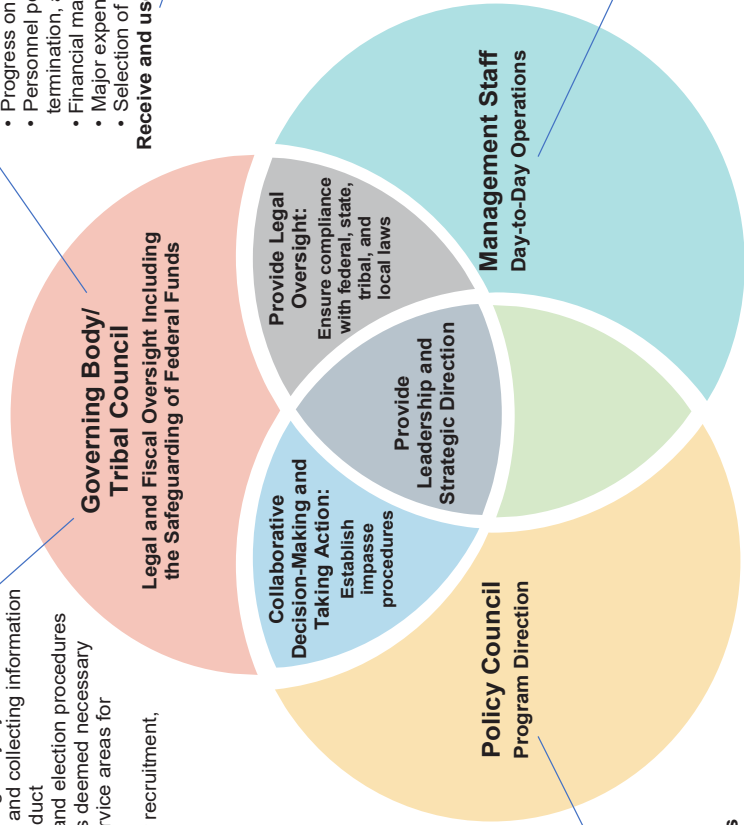 and collecting information
duct
and election procedures
s deemed necessary
rvice areas for
recruitment,
• Progress on
• Personnel po
termination, a
• Financial ma
• Major expen
• Selection of
Receive and us
Governing Body/
Tribal Council
Legal and Fiscal Oversight Including
the Safeguarding of Federal Funds
Collaborative
Decision-Making and
Taking Action:
Establish
impasse
procedures
Provide Legal
Oversight:
Ensure compliance
with federal, state,
tribal, and
local laws
Provide
Leadership and
Strategic Direction
Policy Council
Program Direction
Management Staff
Day-to-Day Operations
s